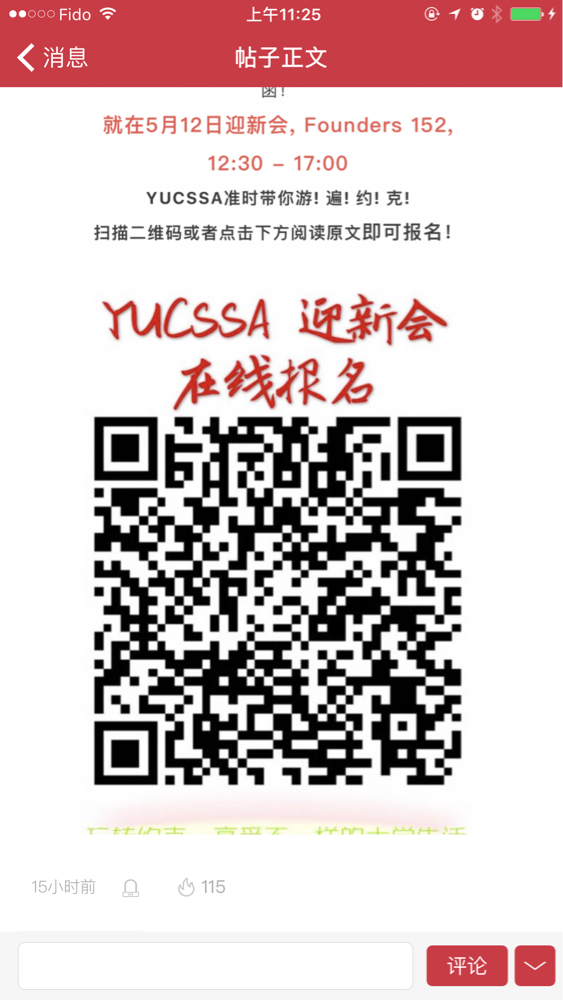 Fido
上午11:25
消息
帖子正文
函!
就在5月12日迎新会, Founders 152,
12:30 – 17:00
YUCSSA准时带你游! 遍! 约! 克!
扫描二维码或者点击下方阅读原文即可报名!
YUCSSA 迎新会
在线报名
15小时前
115
评论